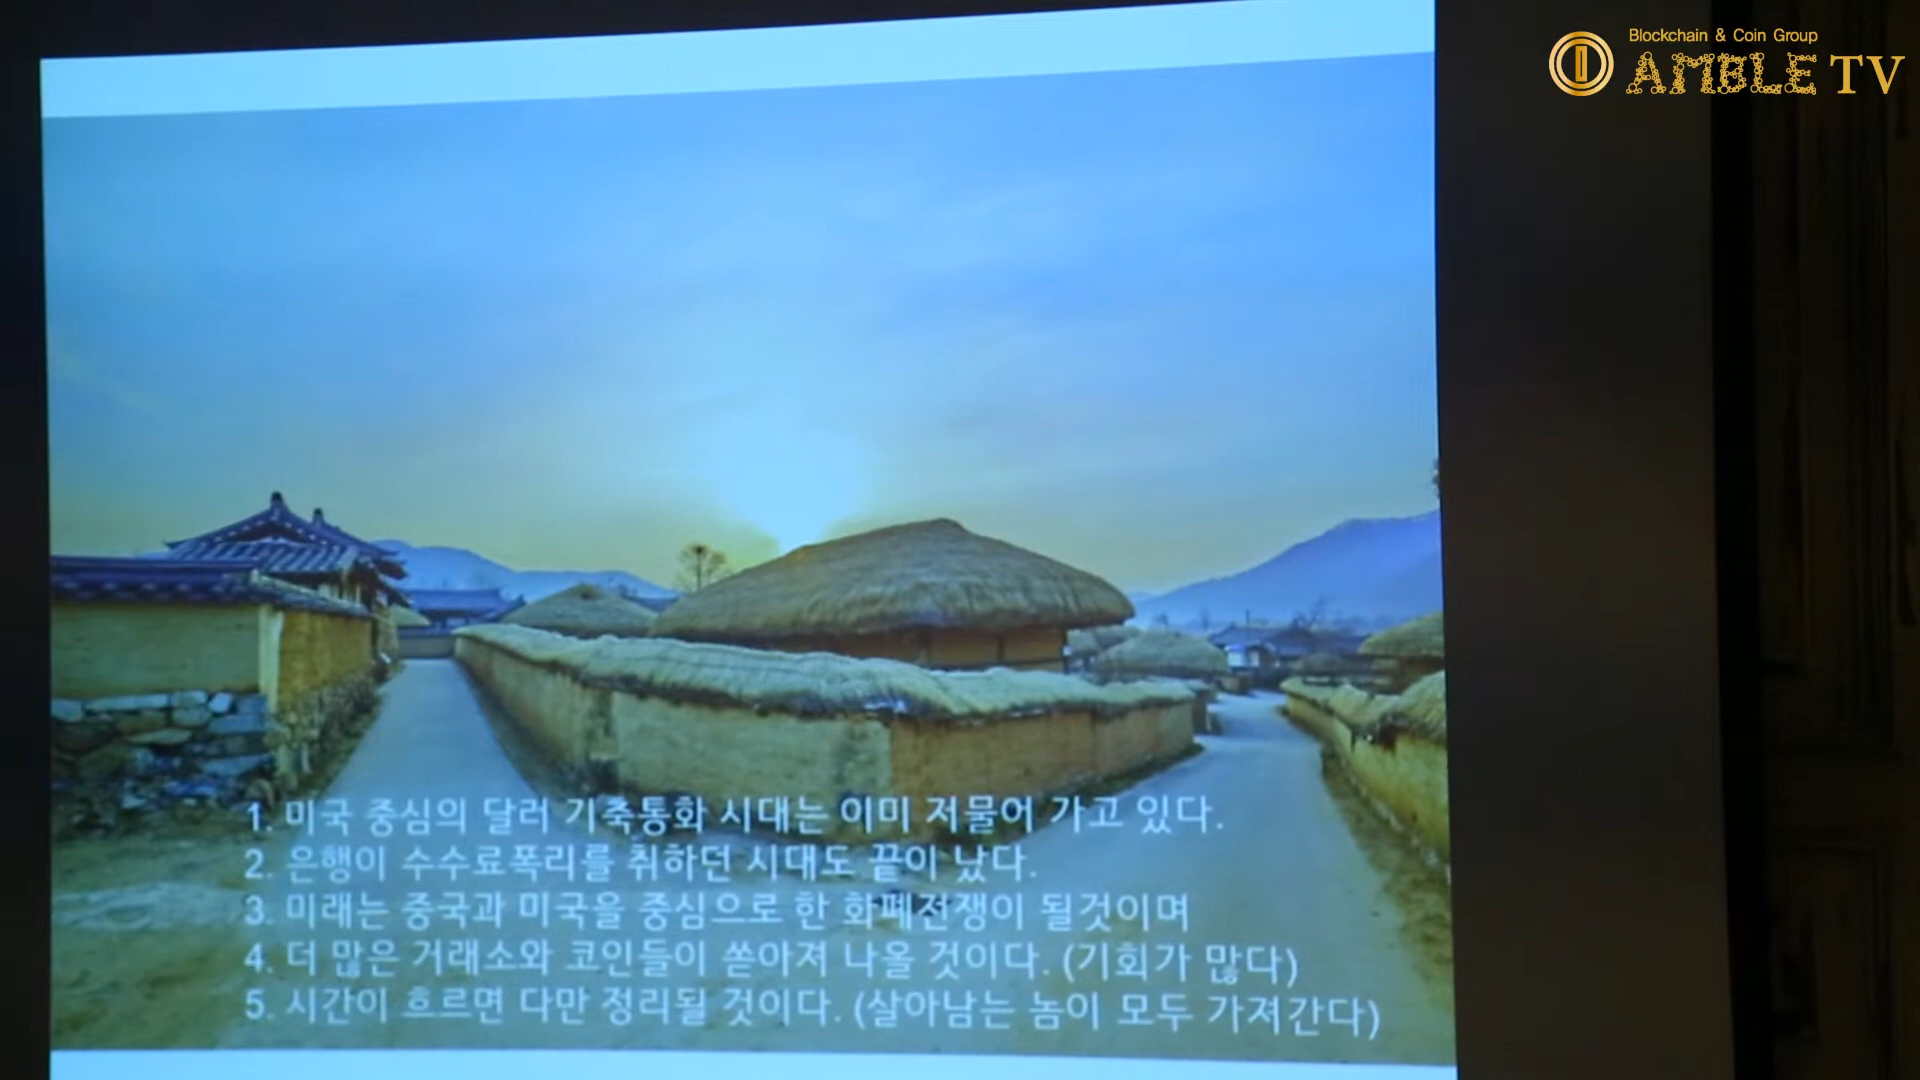 Blockchain & Coin Group
AMBLE TV
1. 미국 중심의 달러 기축통화 시대는 이미 저물어 가고 있다.
2. 은행이 수수료폭리를 취하던 시대도 끝이 났다.
3. 미래는 중국과 미국을 중심으로 한 화폐전쟁이 될것이며
4. 더 많은 거래소와 코인들이 쏟아져 나올 것이다. (기회가 많다)
5. 시간이 흐르면 다만 정리될 것이다. (살아남는 놈이 모두 가져간다)